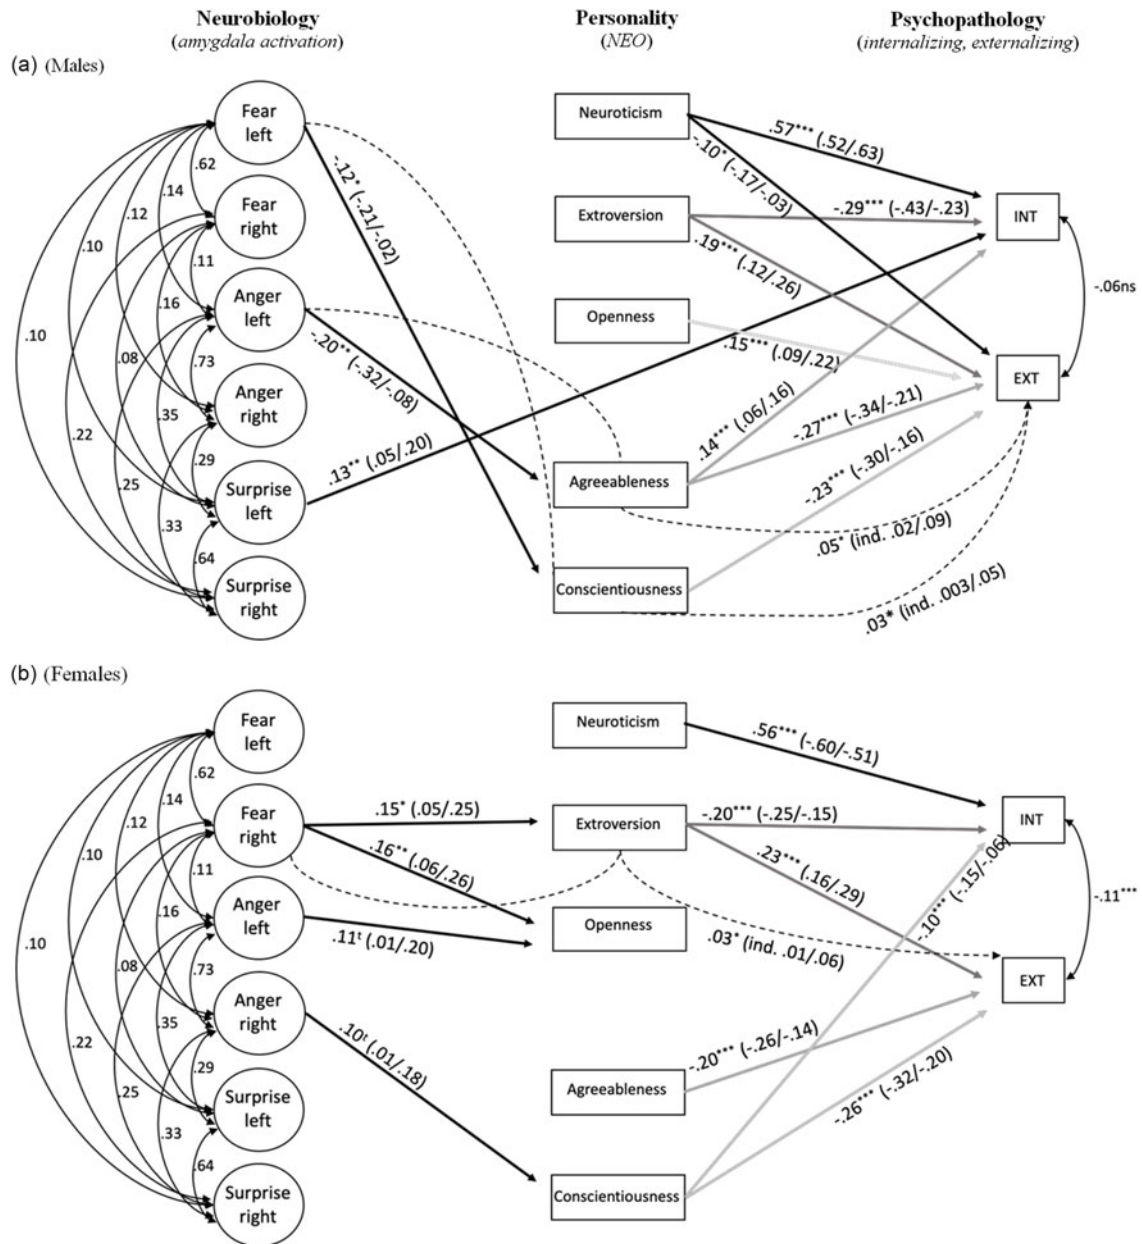 Neurobiology
(amygdala activation)
Personality
(NEO)
Psychopathology
(internalizing, externalizing)
(a) (Males)
Fear
left
Fear
right
Anger
left
Anger
right
Surprise
left
Surprise
right
.62
.14
.12
.10
.11
.10
.16
.08
.73
.35
.22
.29
.25
.33
.64
-.12* (-.21/-.02)
-.20** (-.32/-.08)
.13** (.05/.20)
Neuroticism
Extroversion
Openness
Agreeableness
Conscientiousness
.57*** (.52/.63)
-.10* (-.17/-.03)
-.29*** (-.43/-.23)
.19*** (.12/.26)
.15*** (.09/.22)
.14*** (.06/.16)
-.27*** (-.34/-.21)
-.23*** (-.30/-.16)
.05* (ind. .02/.09)
.03* (ind. .003/.05)
INT
EXT
-.06ns
(b) (Females)
Fear
left
Fear
right
Anger
left
Anger
right
Surprise
left
Surprise
right
.62
.14
.12
.10
.11
.10
.16
.08
.73
.35
.22
.29
.25
.33
.64
.15* (.05/.25)
.16** (.06/.26)
.11ᵗ (.01/.20)
.10ᵗ (.01/.18)
Neuroticism
Extroversion
Openness
Agreeableness
Conscientiousness
.56*** (-.60/-.51)
-.20*** (-.25/-.15)
.23*** (.16/.29)
-.10*** (-.15/-.06)
.03* (ind. .01/.06)
-.20*** (-.26/-.14)
-.26*** (-.32/-.20)
INT
EXT
-.11***